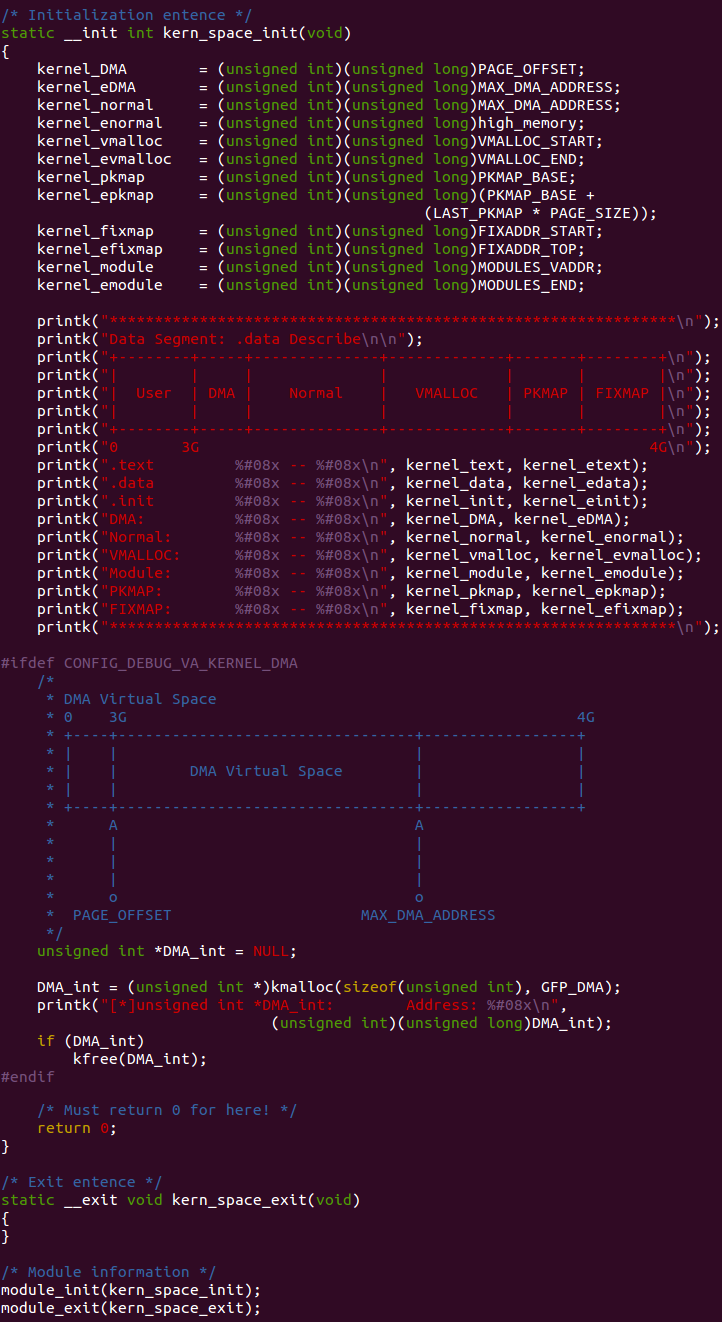 /* Initialization entence */
static __init int kern_space_init(void)
{
    kernel_DMA        = (unsigned int)(unsigned long)PAGE_OFFSET;
    kernel_eDMA       = (unsigned int)(unsigned long)MAX_DMA_ADDRESS;
    kernel_normal     = (unsigned int)(unsigned long)MAX_DMA_ADDRESS;
    kernel_enormal    = (unsigned int)(unsigned long)high_memory;
    kernel_vmalloc    = (unsigned int)(unsigned long)VMALLOC_START;
    kernel_evmalloc   = (unsigned int)(unsigned long)VMALLOC_END;
    kernel_pkmap      = (unsigned int)(unsigned long)PKMAP_BASE;
    kernel_epkmap     = (unsigned int)(unsigned long)(PKMAP_BASE +
                                               (LAST_PKMAP * PAGE_SIZE));
    kernel_fixmap     = (unsigned int)(unsigned long)FIXADDR_START;
    kernel_efixmap    = (unsigned int)(unsigned long)FIXADDR_TOP;
    kernel_module     = (unsigned int)(unsigned long)MODULES_VADDR;
    kernel_emodule    = (unsigned int)(unsigned long)MODULES_END;

    printk("***************************************************************\n");
    printk("Data Segment: .data Describe\n\n");
    printk("+--------+-----+--------------+-------------+-------+--------+\n");
    printk("|        |     |              |             |       |        |\n");
    printk("|  User  | DMA |    Normal    |   VMALLOC   | PKMAP | FIXMAP |\n");
    printk("|        |     |              |             |       |        |\n");
    printk("+--------+-----+--------------+-------------+-------+--------+\n");
    printk("0       3G                                                  4G\n");
    printk(".text         %#08x -- %#08x\n", kernel_text, kernel_etext);
    printk(".data         %#08x -- %#08x\n", kernel_data, kernel_edata);
    printk(".init         %#08x -- %#08x\n", kernel_init, kernel_einit);
    printk("DMA:          %#08x -- %#08x\n", kernel_DMA, kernel_eDMA);
    printk("Normal:       %#08x -- %#08x\n", kernel_normal, kernel_enormal);
    printk("VMALLOC:      %#08x -- %#08x\n", kernel_vmalloc, kernel_evmalloc);
    printk("Module:       %#08x -- %#08x\n", kernel_module, kernel_emodule);
    printk("PKMAP:        %#08x -- %#08x\n", kernel_pkmap, kernel_epkmap);
    printk("FIXMAP:       %#08x -- %#08x\n", kernel_fixmap, kernel_efixmap);
    printk("***************************************************************\n");

#ifdef CONFIG_DEBUG_VA_KERNEL_DMA
    /*
     * DMA Virtual Space
     * 0    3G                                                  4G
     * +----+---------------------------------+-----------------+
     * |    |                                 |                 |
     * |    |        DMA Virtual Space        |                 |
     * |    |                                 |                 |
     * +----+---------------------------------+-----------------+
     *      A                                 A
     *      |                                 |
     *      |                                 |
     *      |                                 |
     *      o                                 o
     *  PAGE_OFFSET                     MAX_DMA_ADDRESS
     */
    unsigned int *DMA_int = NULL;

    DMA_int = (unsigned int *)kmalloc(sizeof(unsigned int), GFP_DMA);
    printk("[*]unsigned int *DMA_int:        Address: %#08x\n",
                              (unsigned int)(unsigned long)DMA_int);
    if (DMA_int)
        kfree(DMA_int);
#endif

    /* Must return 0 for here! */
    return 0;
}

/* Exit entence */
static __exit void kern_space_exit(void)
{
}

/* Module information */
module_init(kern_space_init);
module_exit(kern_space_exit);